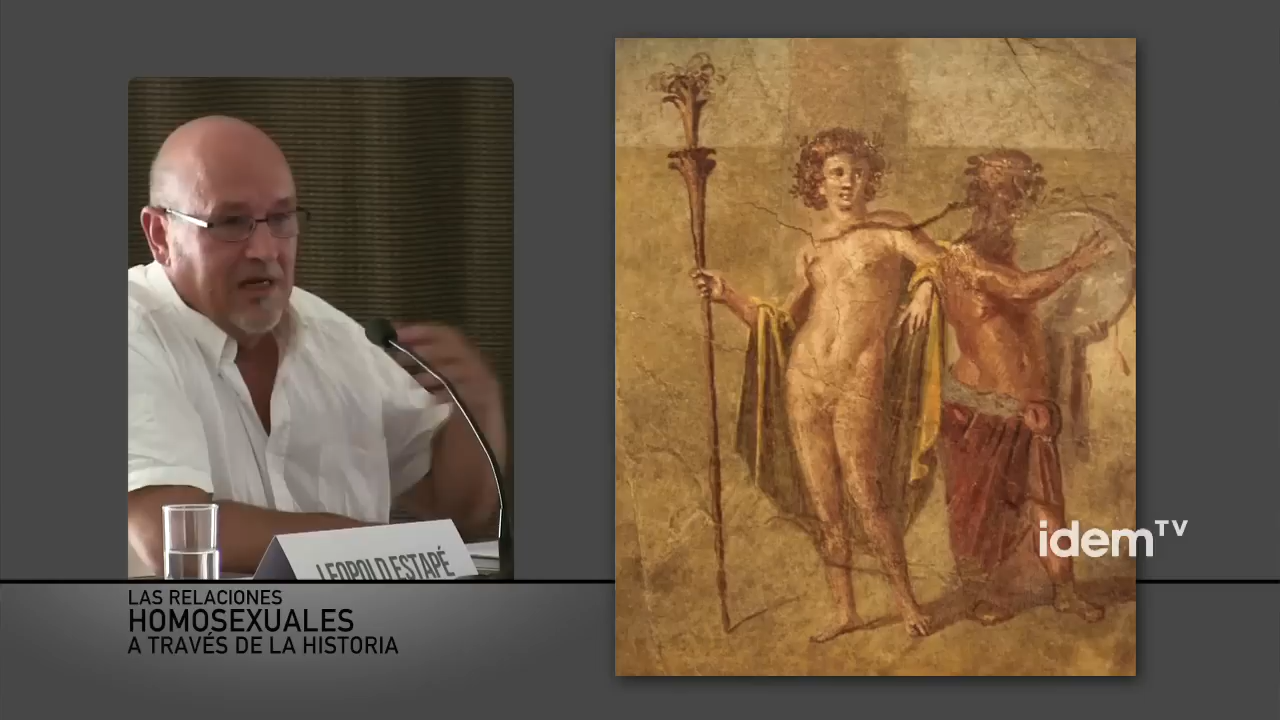 LEOPOLD ESTAPÉ
LAS RELACIONES
HOMOSEXUALES
A TRAVÉS DE LA HISTORIA
idemTV